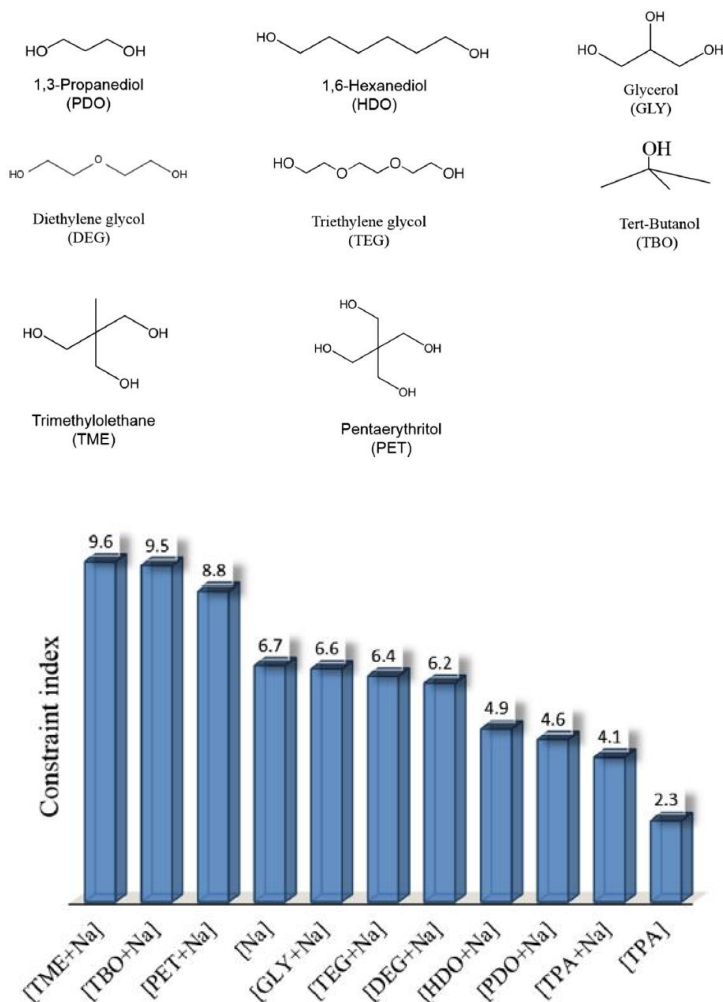 HO OH
1,3-Propanediol
(PDO)
HO OH
1,6-Hexanediol
(HDO)
OH
HO OH
Glycerol
(GLY)
HO O OH
Diethylene glycol
(DEG)
HO O O OH
Triethylene glycol
(TEG)
OH
Tert-Butanol
(TBO)
HO OH
OH
Trimethylolethane
(TME)
HO
HO OH
OH
Pentaerythritol
(PET)
Constraint index
9.6 9.5 8.8 6.7 6.6 6.4 6.2 4.9 4.6 4.1 2.3
[TME+Na] [TBO+Na] [PET+Na] [Na] [GLY+Na] [TEG+Na] [DEG+Na] [HDO+Na] [PDO+Na] [TPA+Na] [TPA]